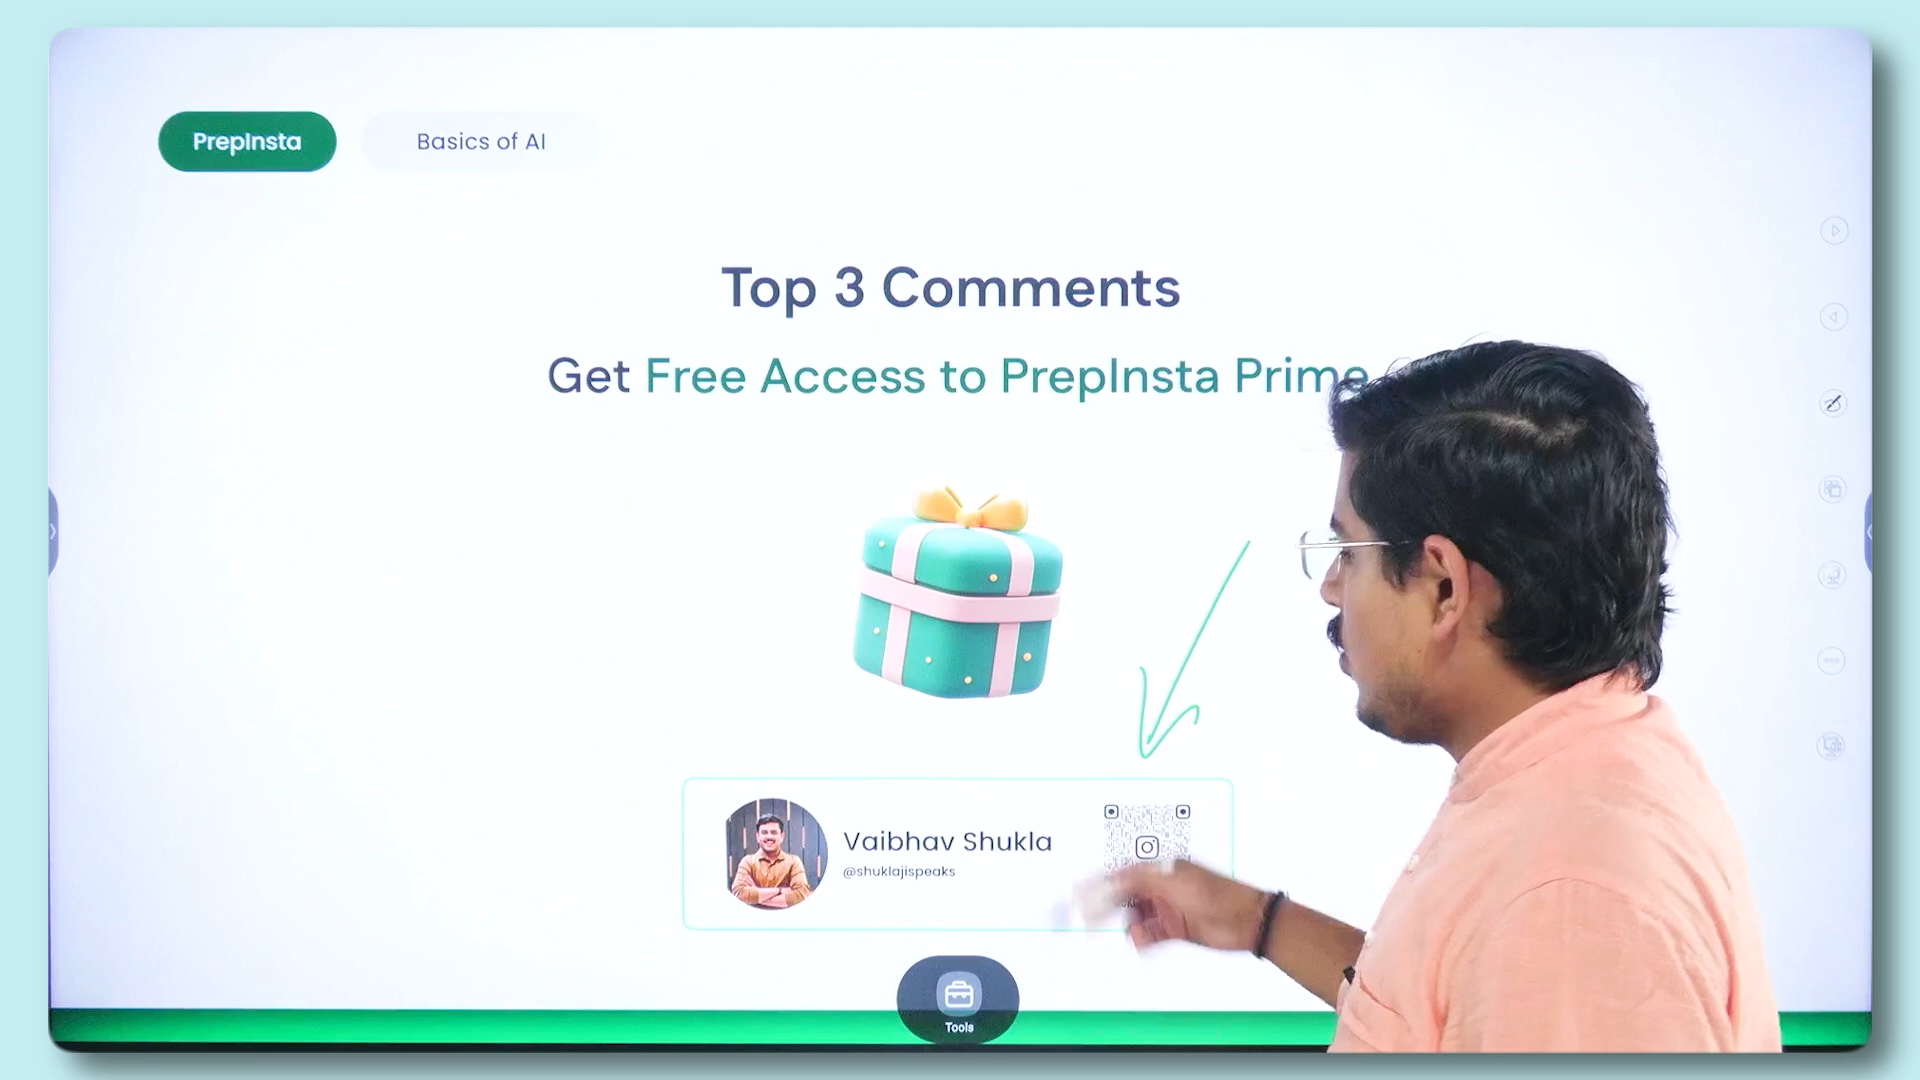 PrepInsta
Basics of AI
Top 3 Comments
Get Free Access to PrepInsta Prime
Vaibhav Shukla
@shuklajispeaks
Tools